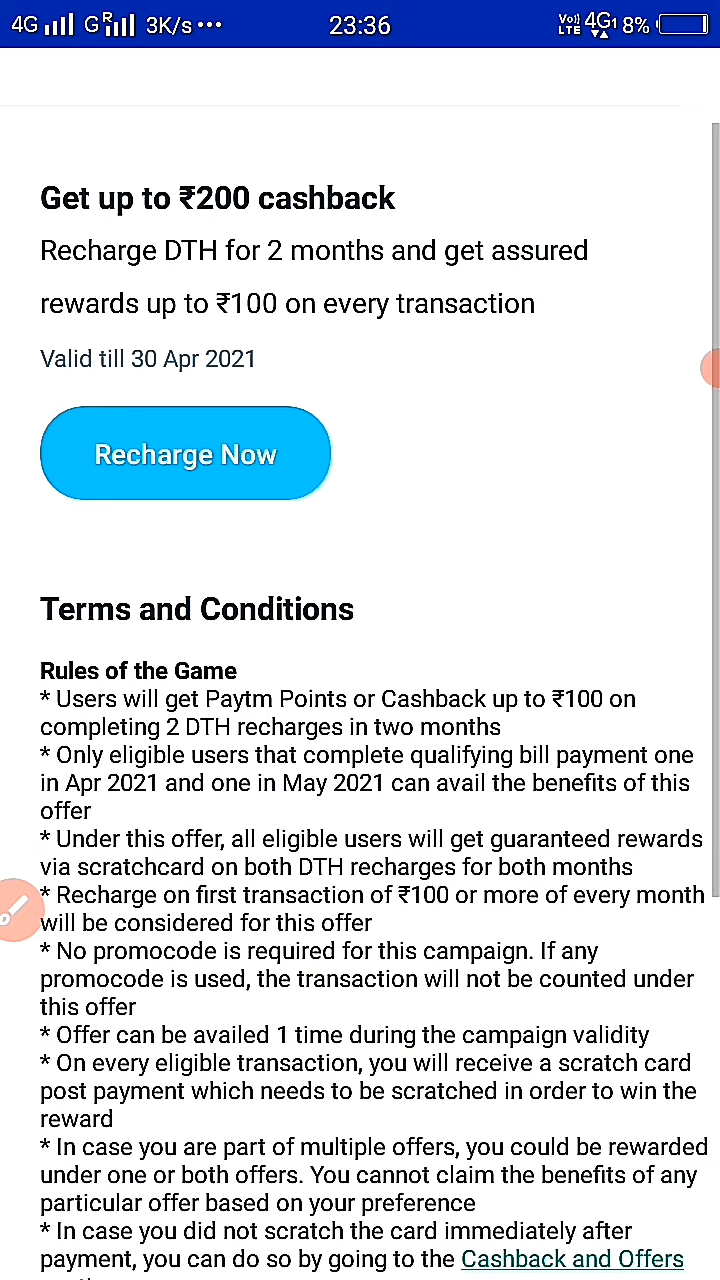 4G G R 3K/s ••• 23:36 Vo)) LTE 4G1 8%
Get up to ₹200 cashback
Recharge DTH for 2 months and get assured
rewards up to ₹100 on every transaction
Valid till 30 Apr 2021
Recharge Now
Terms and Conditions
Rules of the Game
* Users will get Paytm Points or Cashback up to ₹100 on
completing 2 DTH recharges in two months
* Only eligible users that complete qualifying bill payment one
in Apr 2021 and one in May 2021 can avail the benefits of this
offer
* Under this offer, all eligible users will get guaranteed rewards
via scratchcard on both DTH recharges for both months
* Recharge on first transaction of ₹100 or more of every month
will be considered for this offer
* No promocode is required for this campaign. If any
promocode is used, the transaction will not be counted under
this offer
* Offer can be availed 1 time during the campaign validity
* On every eligible transaction, you will receive a scratch card
post payment which needs to be scratched in order to win the
reward
* In case you are part of multiple offers, you could be rewarded
under one or both offers. You cannot claim the benefits of any
particular offer based on your preference
* In case you did not scratch the card immediately after
payment, you can do so by going to the Cashback and Offers